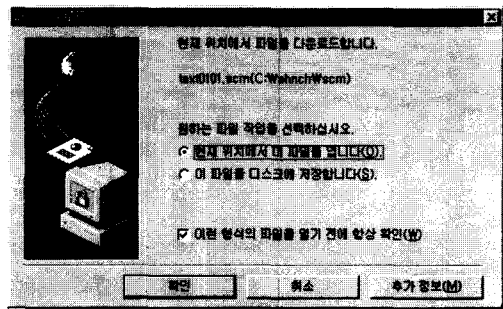 현재 위치에서 파일을 다운로드합니다.
text0101.scm(C:\Wshnch\Wscm)
원하는 파일 작업을 선택하십시오.
현재 위치에서 이 파일을 엽니다(O).
이 파일을 디스크에 저장합니다(S).
이런 형식의 파일을 열기 전에 항상 확인(W)
확인
취소
추가 정보(M)